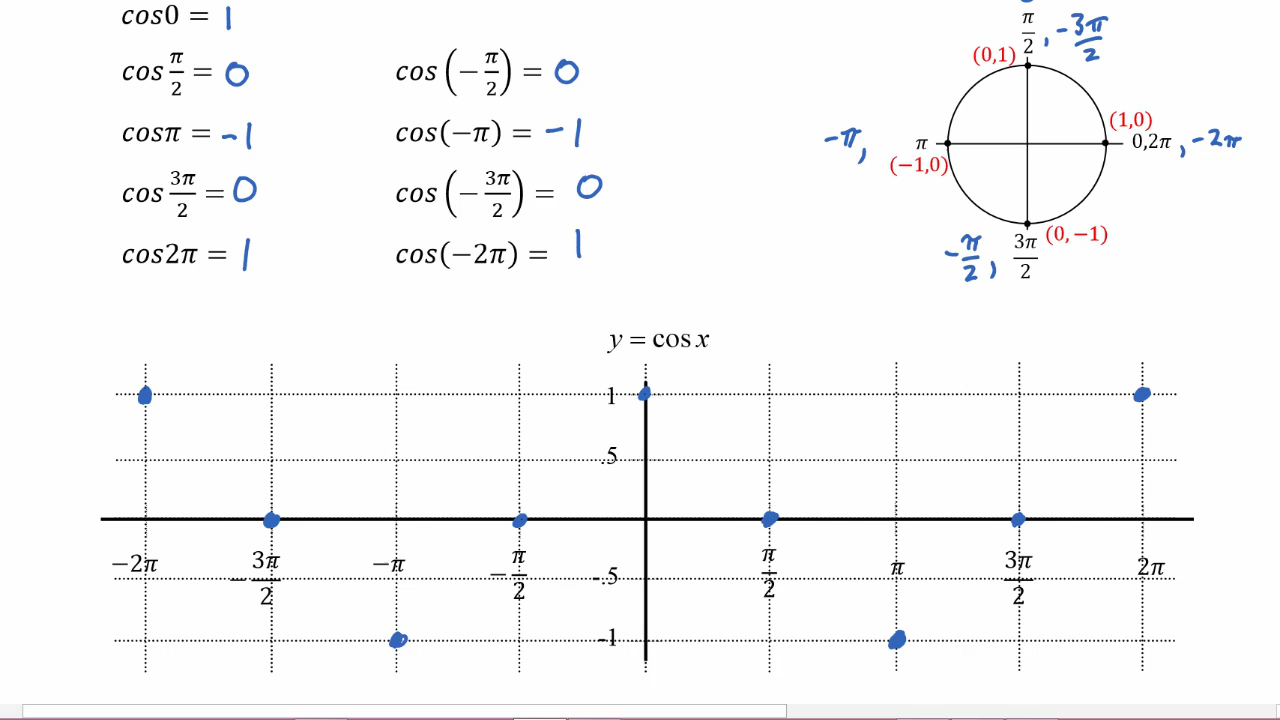 cos0 = 1
cos π/2 = 0
cosπ = -1
cos 3π/2 = 0
cos2π = 1
cos(−π/2) = 0
cos(−π) = -1
cos(−3π/2) = 0
cos(−2π) = 1
π/2 , -3π/2
(0,1)
(1,0)
-π, π
0,2π , -2π
(−1,0)
-π/2, 3π/2
(0,−1)
y = cos x
1
.5
−2π −3π/2 −π −π/2 π/2 π 3π/2 2π
-.5
-1